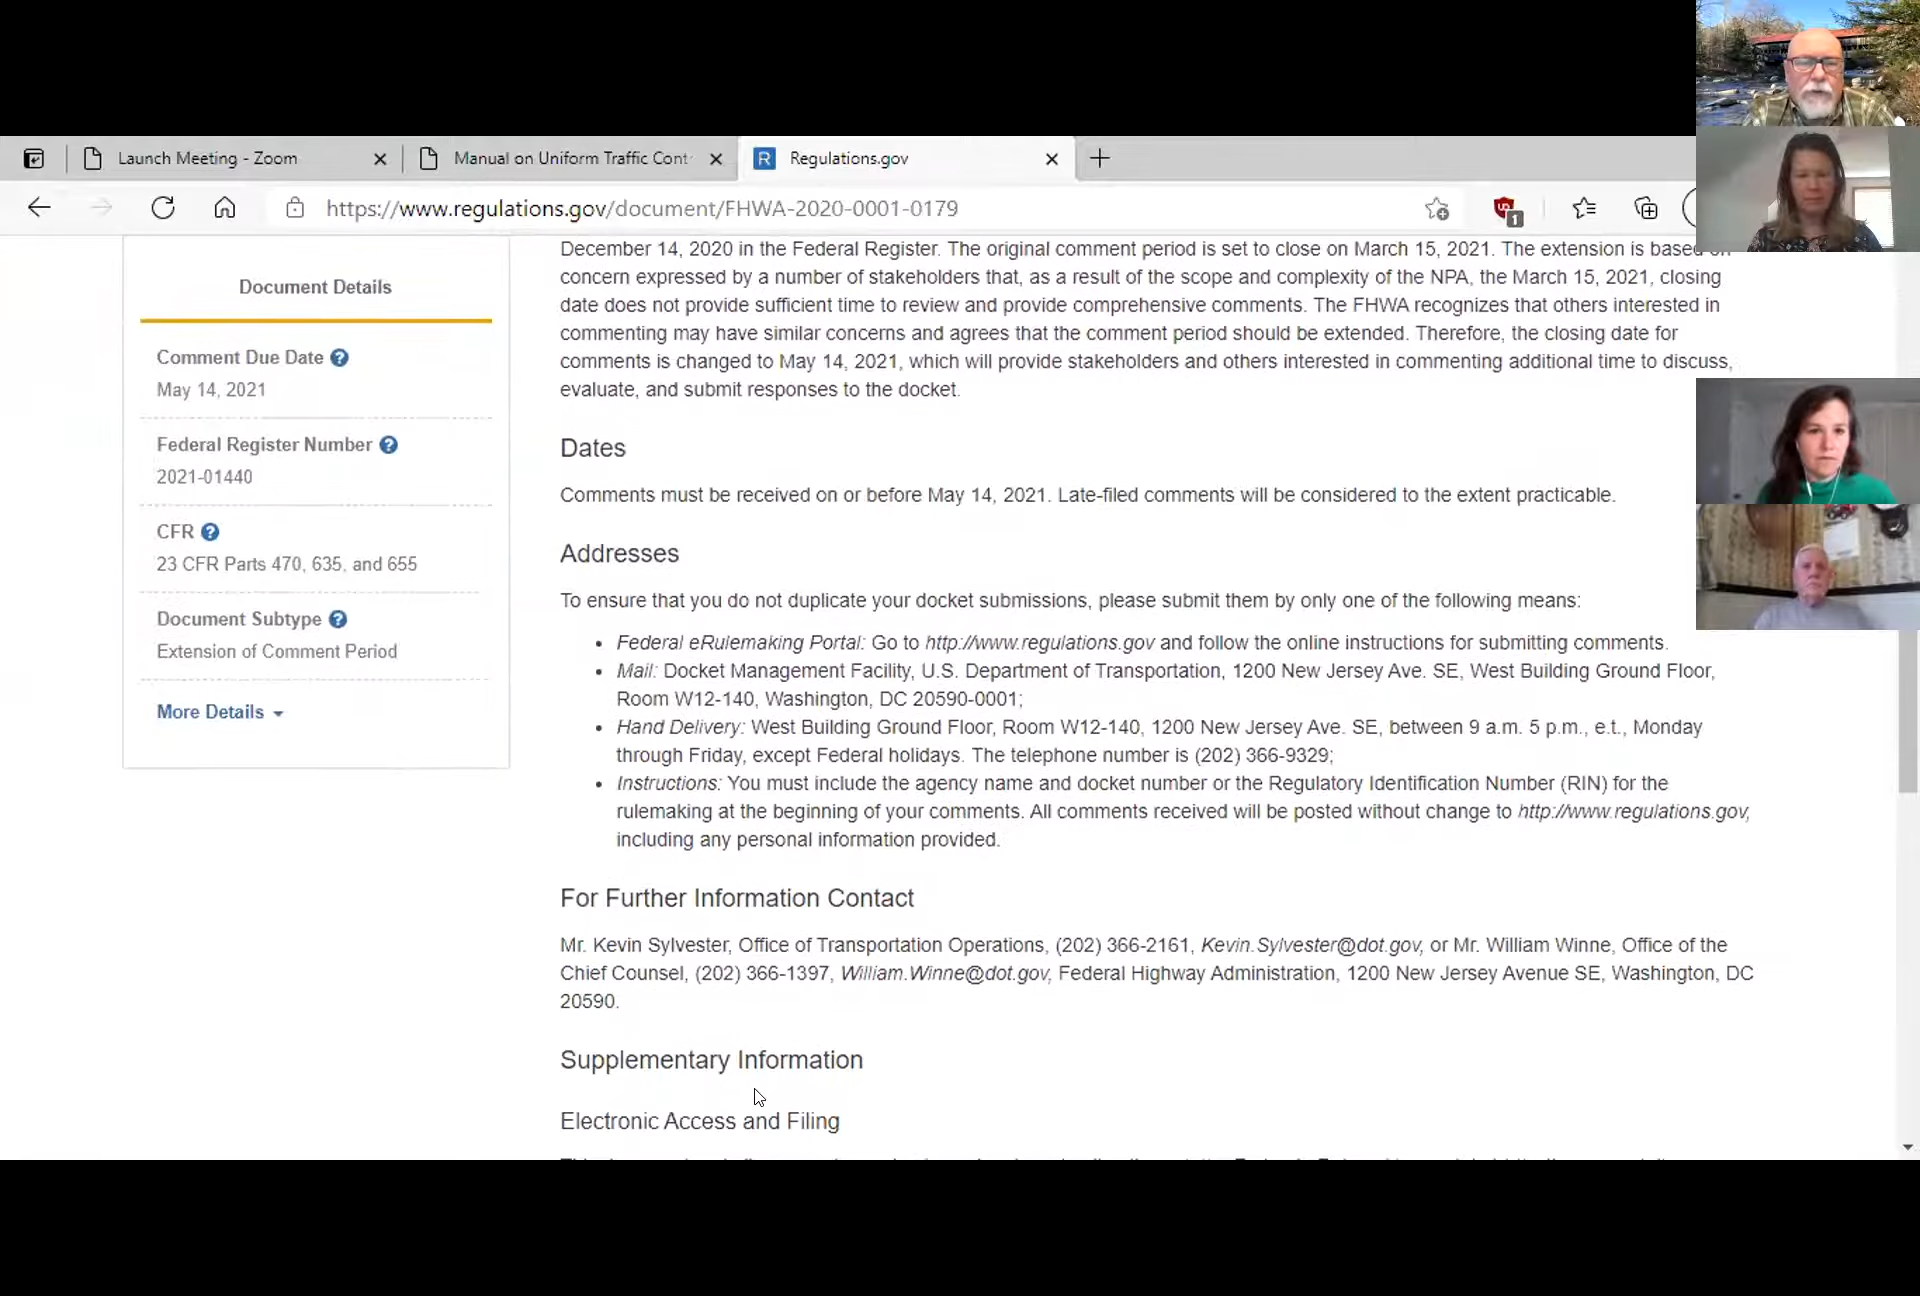 Launch Meeting - Zoom
Manual on Uniform Traffic Cont
Regulations.gov
https://www.regulations.gov/document/FHWA-2020-0001-0179
1
Document Details
Comment Due Date
May 14, 2021
Federal Register Number
2021-01440
CFR
23 CFR Parts 470, 635, and 655
Document Subtype
Extension of Comment Period
More Details
December 14, 2020 in the Federal Register. The original comment period is set to close on March 15, 2021. The extension is based on
concern expressed by a number of stakeholders that, as a result of the scope and complexity of the NPA, the March 15, 2021, closing
date does not provide sufficient time to review and provide comprehensive comments. The FHWA recognizes that others interested in
commenting may have similar concerns and agrees that the comment period should be extended. Therefore, the closing date for
comments is changed to May 14, 2021, which will provide stakeholders and others interested in commenting additional time to discuss,
evaluate, and submit responses to the docket.
Dates
Comments must be received on or before May 14, 2021. Late-filed comments will be considered to the extent practicable.
Addresses
To ensure that you do not duplicate your docket submissions, please submit them by only one of the following means:
• Federal eRulemaking Portal: Go to http://www.regulations.gov and follow the online instructions for submitting comments.
• Mail: Docket Management Facility, U.S. Department of Transportation, 1200 New Jersey Ave. SE, West Building Ground Floor,
Room W12-140, Washington, DC 20590-0001;
• Hand Delivery: West Building Ground Floor, Room W12-140, 1200 New Jersey Ave. SE, between 9 a.m. 5 p.m., e.t., Monday
through Friday, except Federal holidays. The telephone number is (202) 366-9329;
• Instructions: You must include the agency name and docket number or the Regulatory Identification Number (RIN) for the
rulemaking at the beginning of your comments. All comments received will be posted without change to http://www.regulations.gov,
including any personal information provided.
For Further Information Contact
Mr. Kevin Sylvester, Office of Transportation Operations, (202) 366-2161, Kevin.Sylvester@dot.gov, or Mr. William Winne, Office of the
Chief Counsel, (202) 366-1397, William.Winne@dot.gov, Federal Highway Administration, 1200 New Jersey Avenue SE, Washington, DC
20590.
Supplementary Information
Electronic Access and Filing